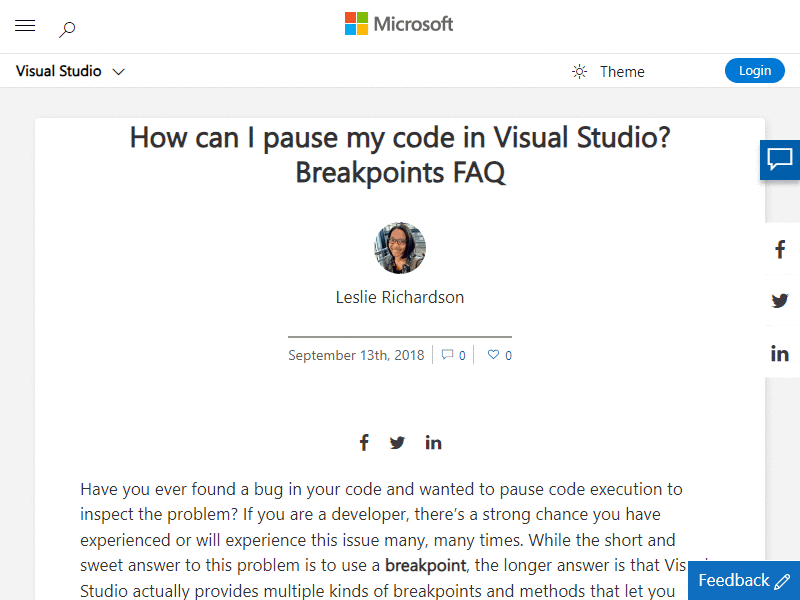 Microsoft
Visual Studio
Theme
Login
How can I pause my code in Visual Studio?
Breakpoints FAQ
Leslie Richardson
September 13th, 2018 0 0
Have you ever found a bug in your code and wanted to pause code execution to
inspect the problem? If you are a developer, there’s a strong chance you have
experienced or will experience this issue many, many times. While the short and
sweet answer to this problem is to use a breakpoint, the longer answer is that
Studio actually provides multiple kinds of breakpoints and methods that let you
Feedback